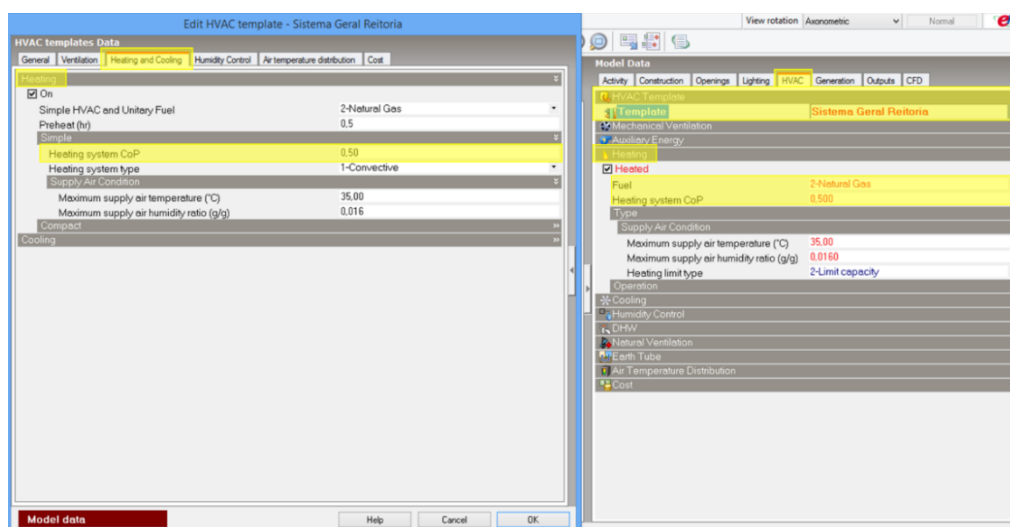 Edit HVAC template - Sistema Geral Reitoria
HVAC templates Data
General Ventilation Heating and Cooling Humidity Control Air temperature distribution Cost
Heating
On
Simple HVAC and Unitary Fuel 2-Natural Gas
Preheat (hr) 0,5
Simple
Heating system CoP 0,50
Heating system type 1-Convective
Supply Air Condition
Maximum supply air temperature (°C) 35,00
Maximum supply air humidity ratio (g/g) 0,016
Compact
Cooling
Model data
Help Cancel OK
View rotation Axonometric Normal
Model Data
Activity Construction Openings Lighting HVAC Generation Outputs CFD
HVAC Template
Template Sistema Geral Reitoria
Mechanical Ventilation
Auxiliary Energy
Heating
Heated
Fuel 2-Natural Gas
Heating system CoP 0,500
Type
Supply Air Condition
Maximum supply air temperature (°C) 35,00
Maximum supply air humidity ratio (g/g) 0,0160
Heating limit type 2-Limit capacity
Operation
Cooling
Humidity Control
DHW
Natural Ventilation
Earth Tube
Air Temperature Distribution
Cost